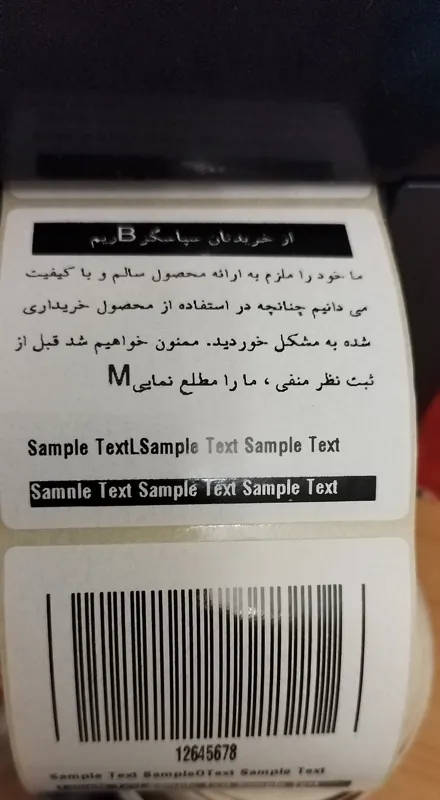 از خریدتان سپاسگرBاریم
ما خود را ملزم به ارائه محصول سالم و با کیفیت
می دانیم چنانچه در استفاده از محصول خریداری
شده به مشکل خوردید. ممنون خواهیم شد قبل از
ثبت نظر منفی ، ما را مطلع نماییM
Sample TextLSample Text Sample Text
Samnle Text Sample Text Sample Text
12645678
Sample Text SampleOText Sample Text